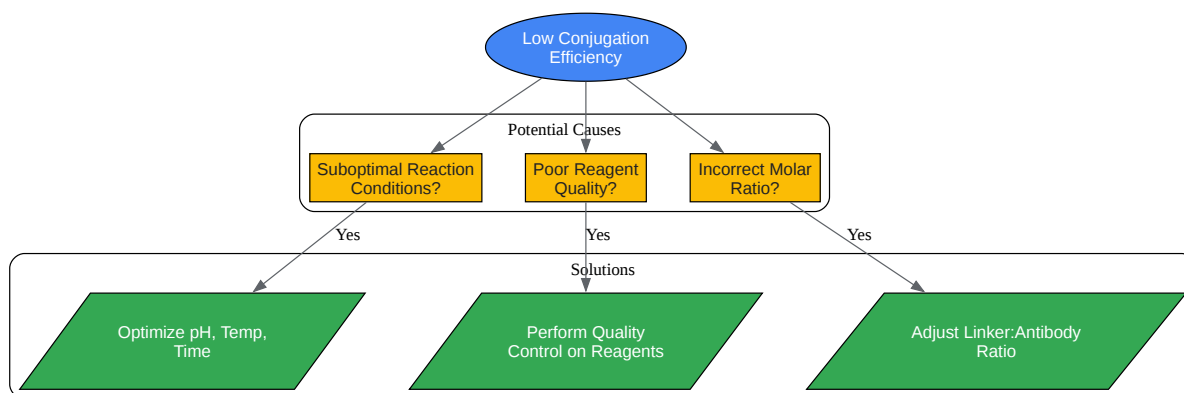 Low Conjugation
Efficiency
Potential Causes
Suboptimal Reaction
Conditions?
Poor Reagent
Quality?
Incorrect Molar
Ratio?
Yes
Yes
Yes
Solutions
Optimize pH, Temp,
Time
Perform Quality
Control on Reagents
Adjust Linker:Antibody
Ratio